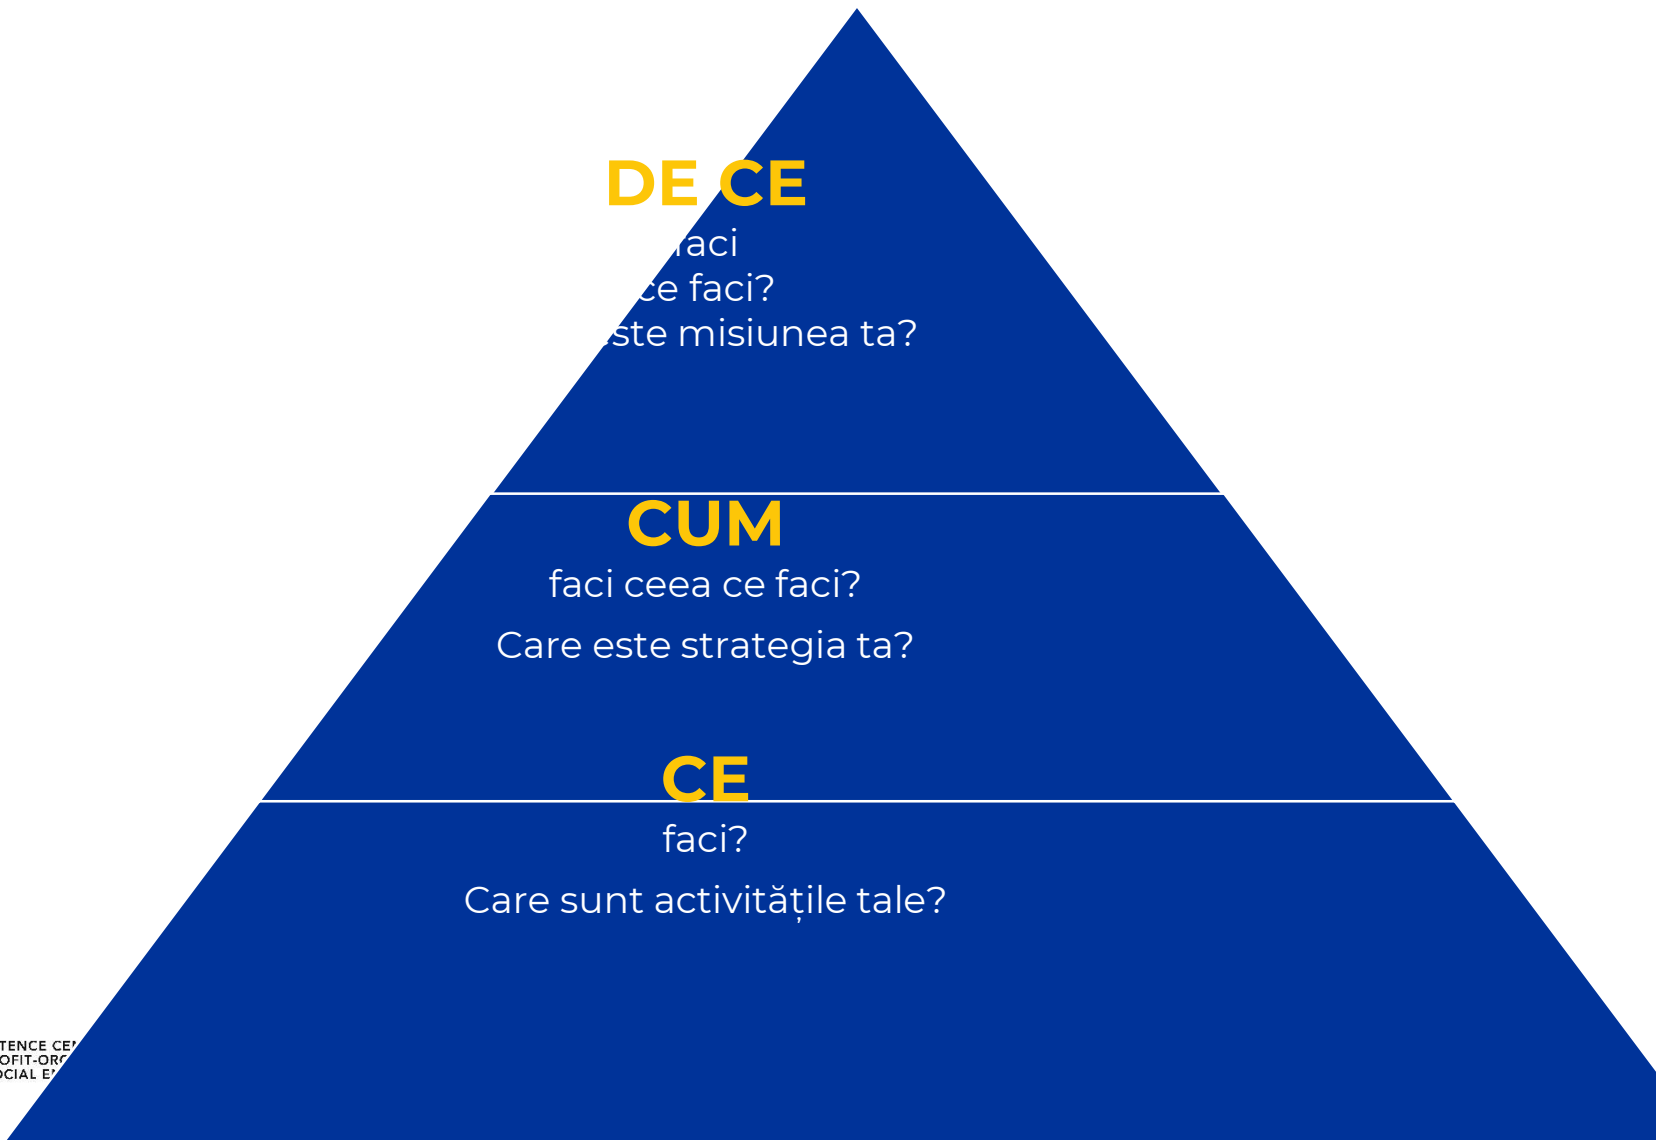 DE CE
faci
ce faci?
este misiunea ta?
CUM
faci ceea ce faci?
Care este strategia ta?
CE
faci?
Care sunt activitățile tale?